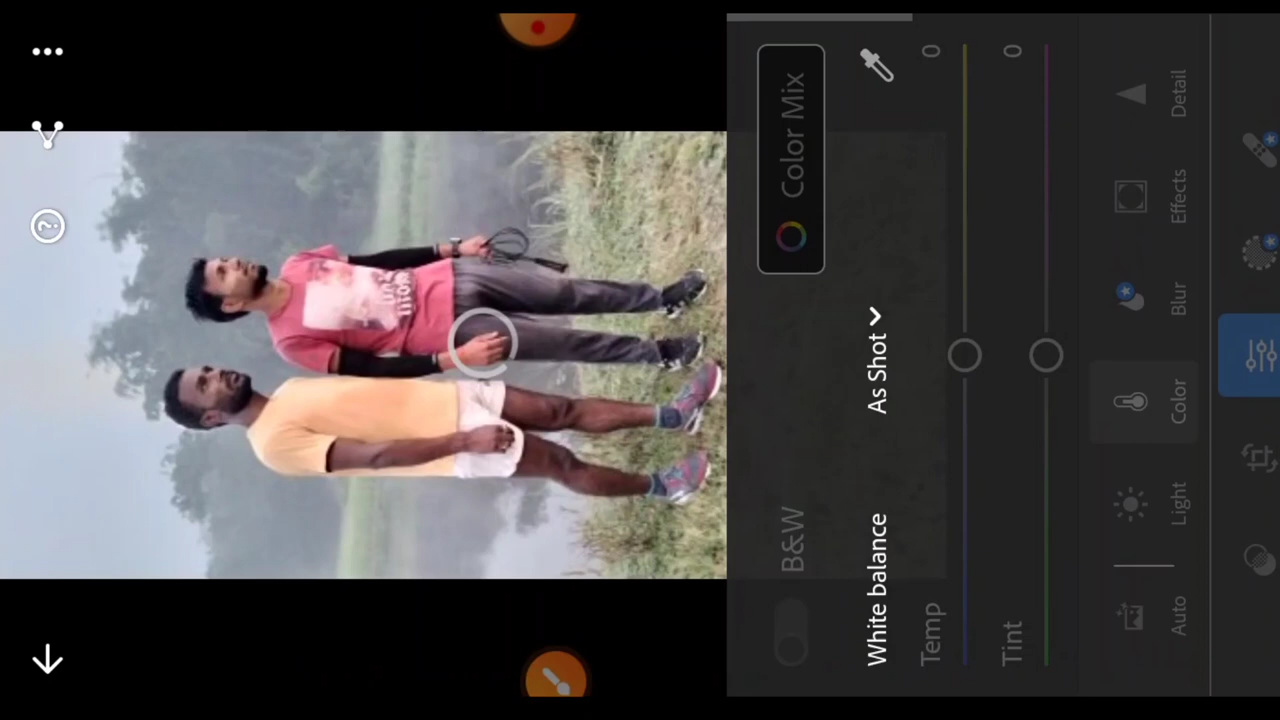 B&W
Color Mix
White balance
As Shot
Temp
0
Tint
0
Auto
Light
Color
Blur
Effects
Detail